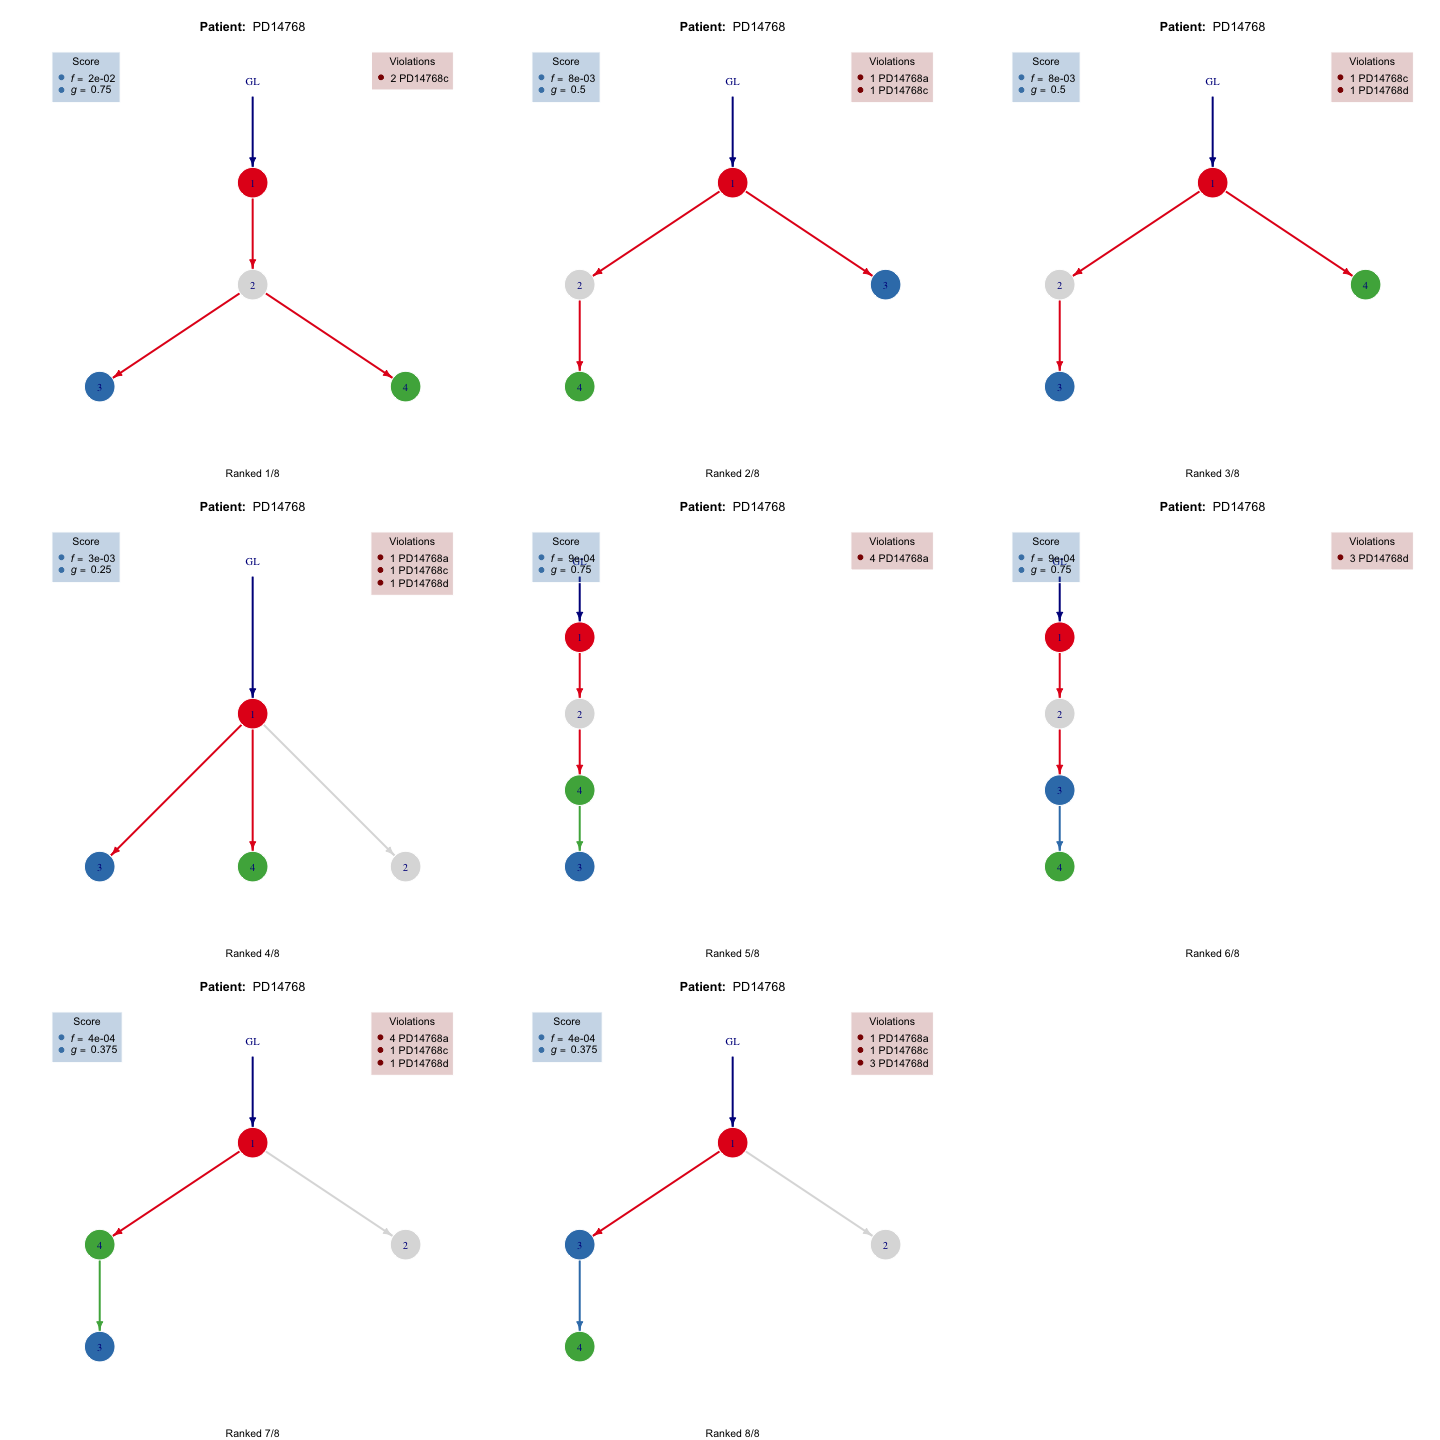 Patient: PD14768
Score
f = 2e-02
g = 0.75
Violations
2 PD14768c
GL
1
2
3
4
Ranked 1/8
Patient: PD14768
Score
f = 8e-03
g = 0.5
Violations
1 PD14768a
1 PD14768c
GL
1
2
3
4
Ranked 2/8
Patient: PD14768
Score
f = 8e-03
g = 0.5
Violations
1 PD14768c
1 PD14768d
GL
1
2
4
3
Ranked 3/8
Patient: PD14768
Score
f = 3e-03
g = 0.25
Violations
1 PD14768a
1 PD14768c
1 PD14768d
GL
1
3
4
2
Ranked 4/8
Patient: PD14768
Score
f = 9e-04
g = 0.75
Violations
4 PD14768a
GL
1
2
4
3
Ranked 5/8
Patient: PD14768
Score
f = 9e-04
g = 0.75
Violations
3 PD14768d
GL
1
2
3
4
Ranked 6/8
Patient: PD14768
Score
f = 4e-04
g = 0.375
Violations
4 PD14768a
1 PD14768c
1 PD14768d
GL
1
4
2
3
Ranked 7/8
Patient: PD14768
Score
f = 4e-04
g = 0.375
Violations
1 PD14768a
1 PD14768c
3 PD14768d
GL
1
3
2
4
Ranked 8/8